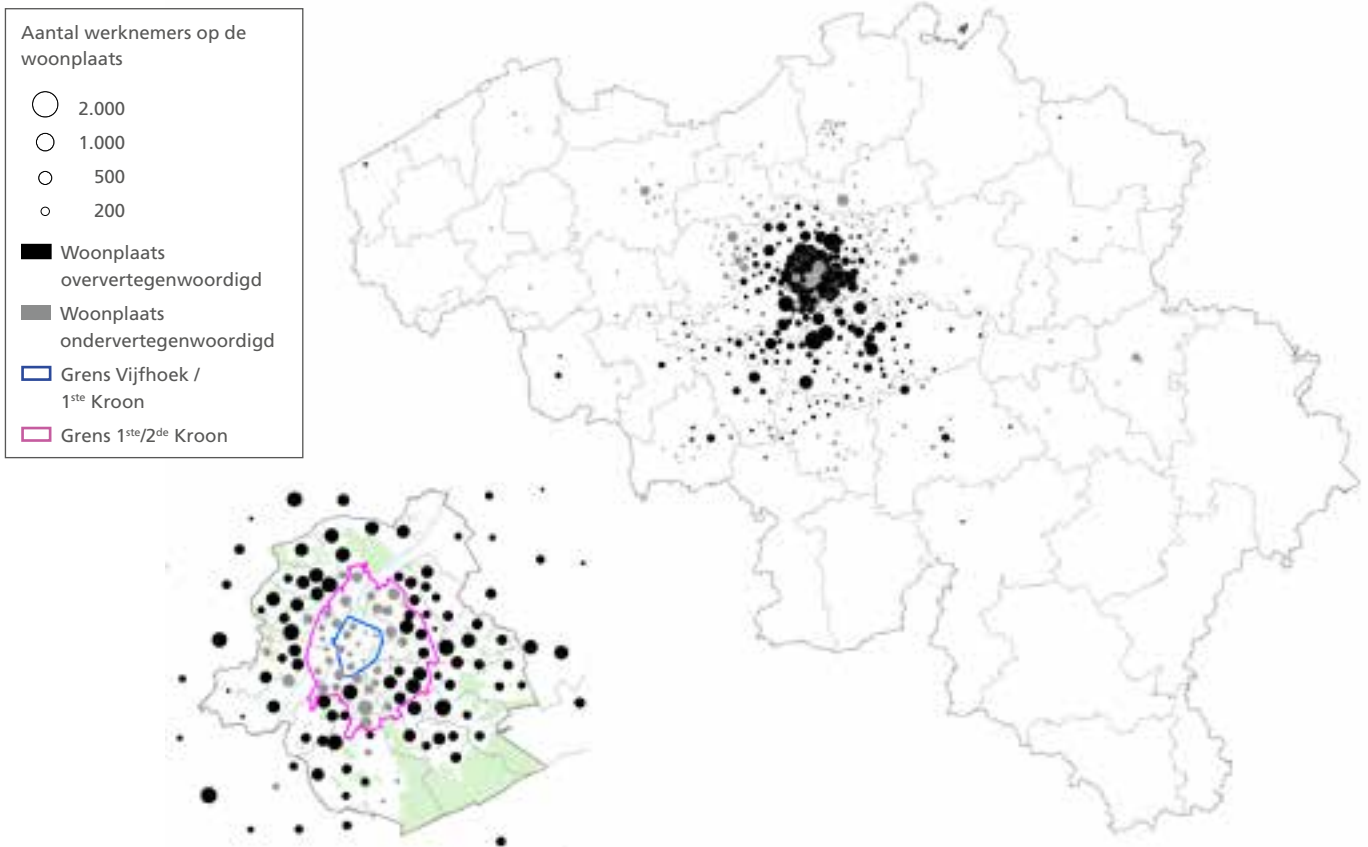 Aantal werknemers op de
woonplaats
2.000
1.000
500
200
Woonplaats
oververtegenwoordigd
Woonplaats
ondervertegenwoordigd
Grens Vijfhoek /
1ste Kroon
Grens 1ste/2de Kroon